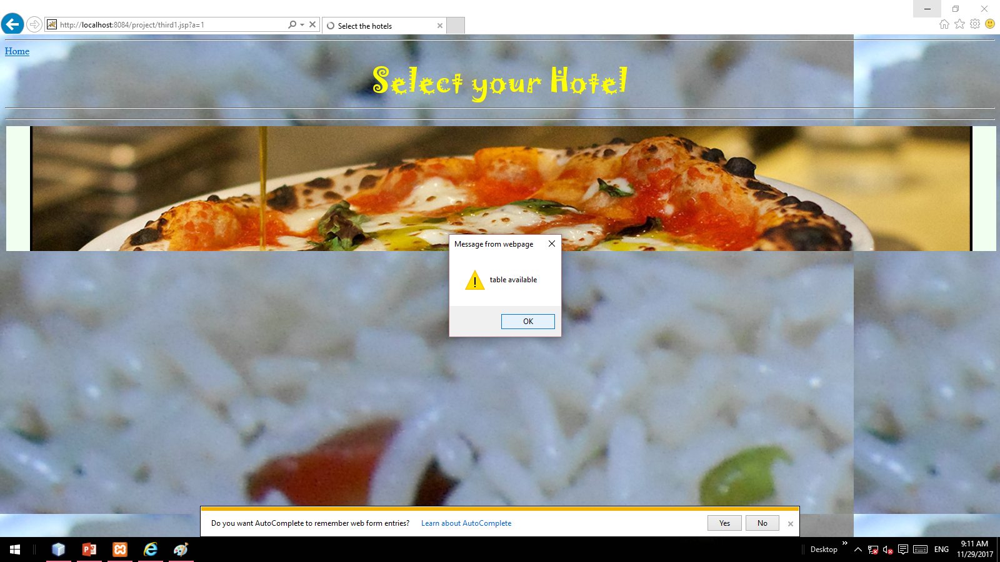 http://localhost:8084/project/third1.jsp?a=1
Select the hotels
Home
Select your Hotel
Message from webpage
table available
OK
Do you want AutoComplete to remember web form entries? Learn about AutoComplete Yes No
Desktop ENG 9:11 AM
11/29/2017